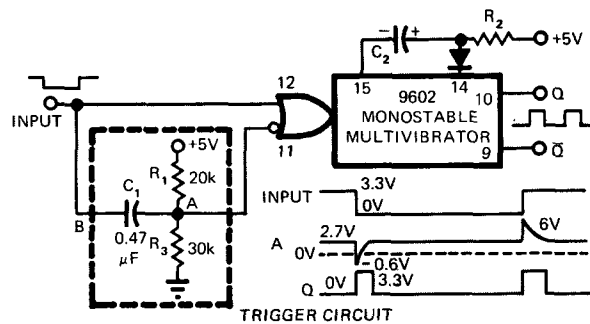 R2
− +
+5V
C2
12
15
14
9602
MONOSTABLE
MULTIVIBRATOR
10
Q
INPUT
11
9
Q̅
+5V
R1
20k
INPUT
3.3V
0V
C1
A
B
2.7V
6V
A
0V
0.47
µF
R3
30k
− 0.6V
Q
0V
3.3V
TRIGGER CIRCUIT